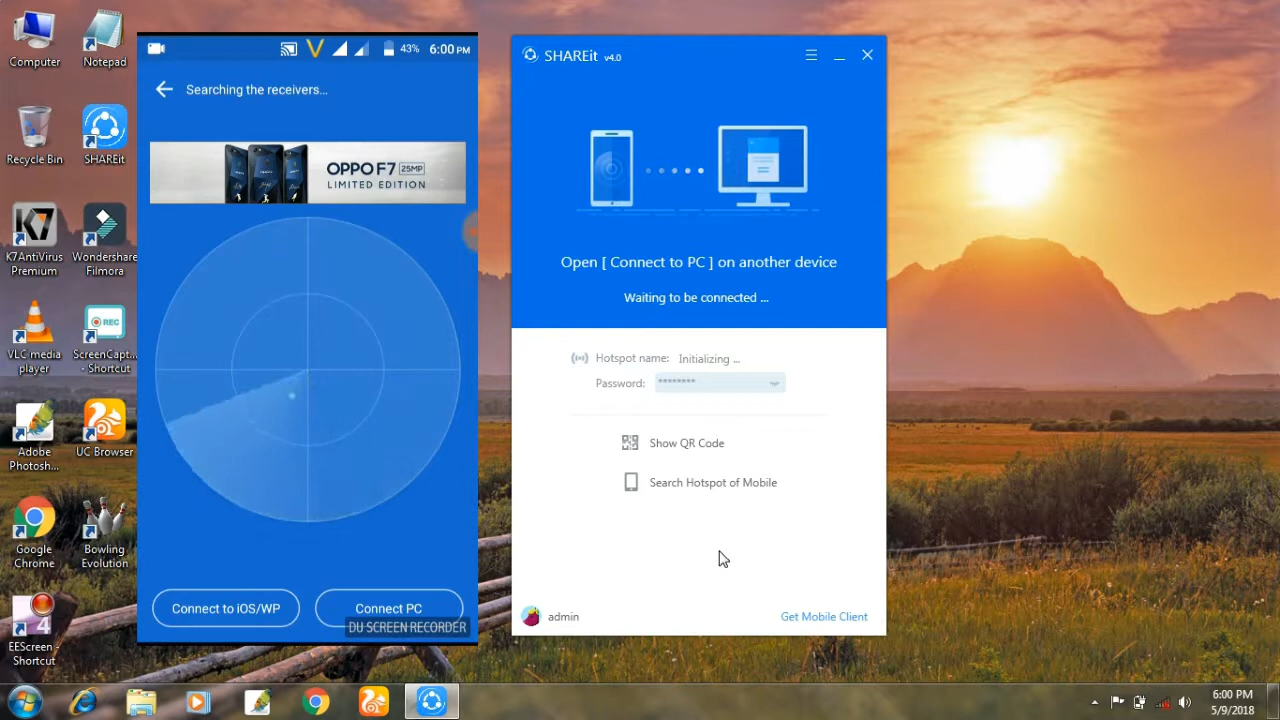 Computer
Notepad
Recycle Bin
SHAREit
K7AntiVirus
Premium
Wondershare
Filmora
VLC media
player
ScreenCapt...
- Shortcut
Adobe
Photosh...
UC Browser
Google
Chrome
Bowling
Evolution
EEScreen -
Shortcut
43% 6:00 PM
Searching the receivers...
OPPO F7 25MP
LIMITED EDITION
Connect to iOS/WP
Connect PC
DU SCREEN RECORDER
SHAREit v4.0
Open [ Connect to PC ] on another device
Waiting to be connected ...
Hotspot name: Initializing ...
Password: ********
Show QR Code
Search Hotspot of Mobile
admin
Get Mobile Client
K7
REC
4
6:00 PM
5/9/2018